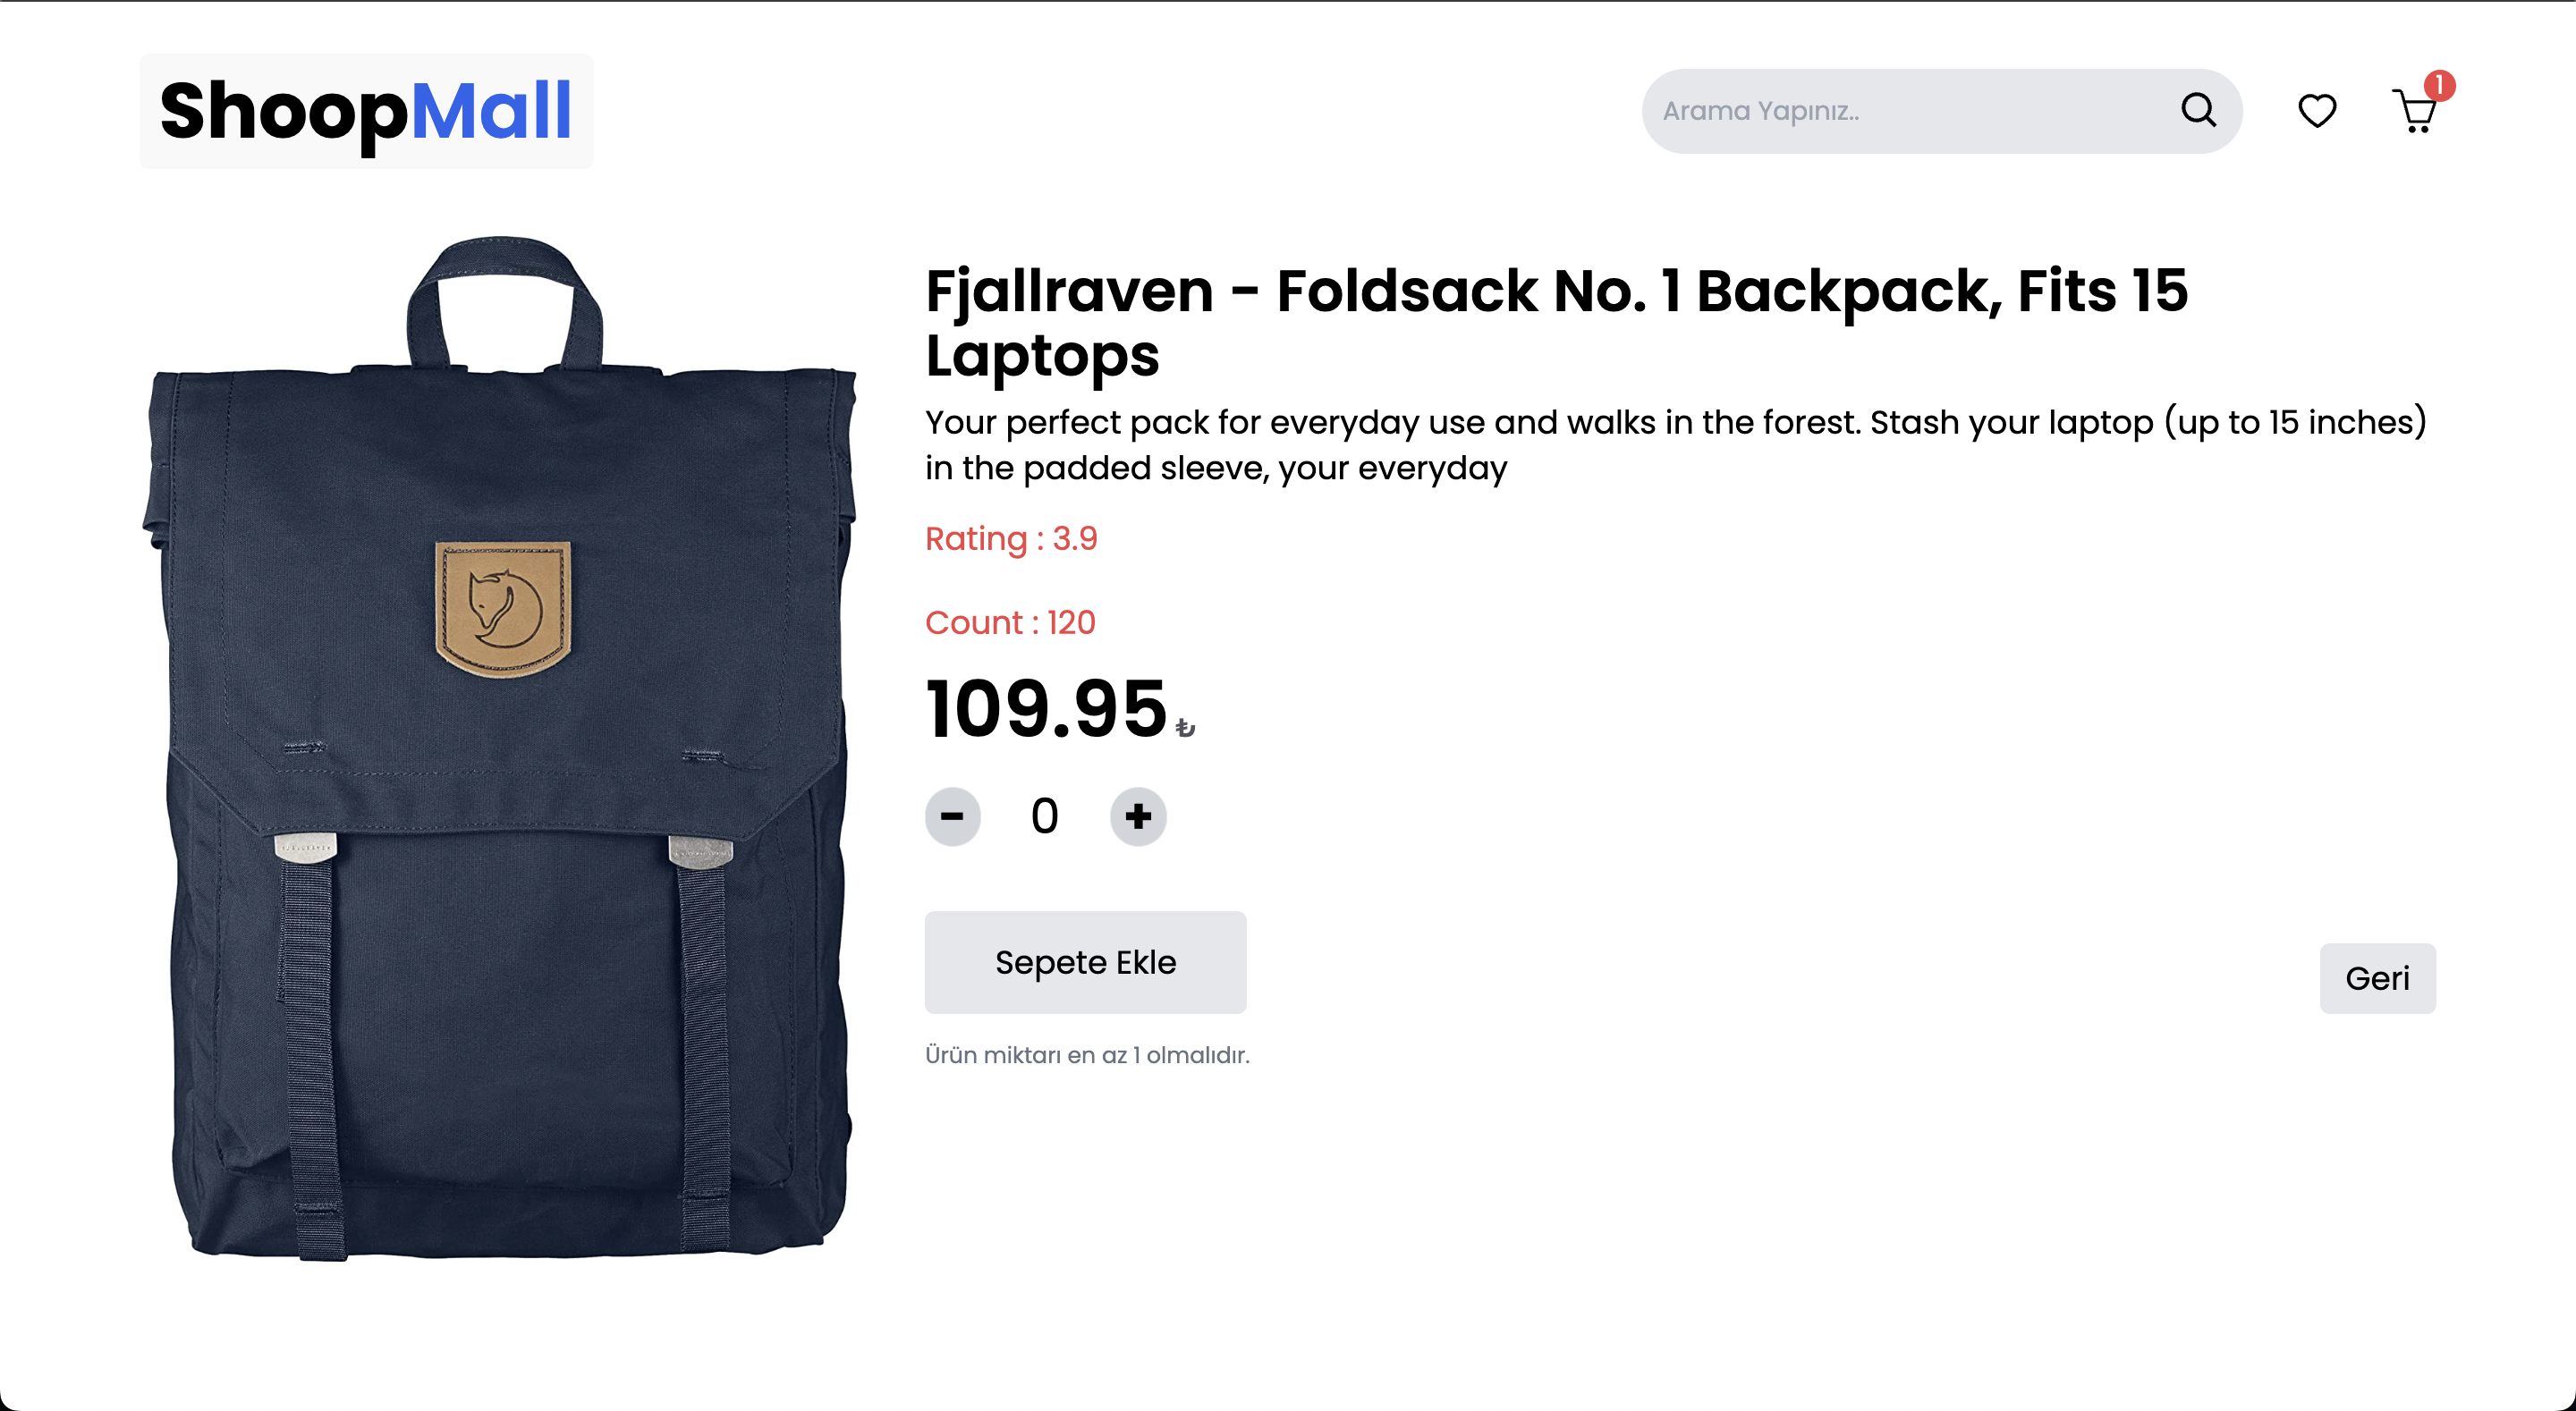 ShoopMall
Arama Yapınız..
1
Fjallraven - Foldsack No. 1 Backpack, Fits 15
Laptops
Your perfect pack for everyday use and walks in the forest. Stash your laptop (up to 15 inches)
in the padded sleeve, your everyday
Rating : 3.9
Count : 120
109.95₺
- 0 +
Sepete Ekle
Geri
Ürün miktarı en az 1 olmalıdır.